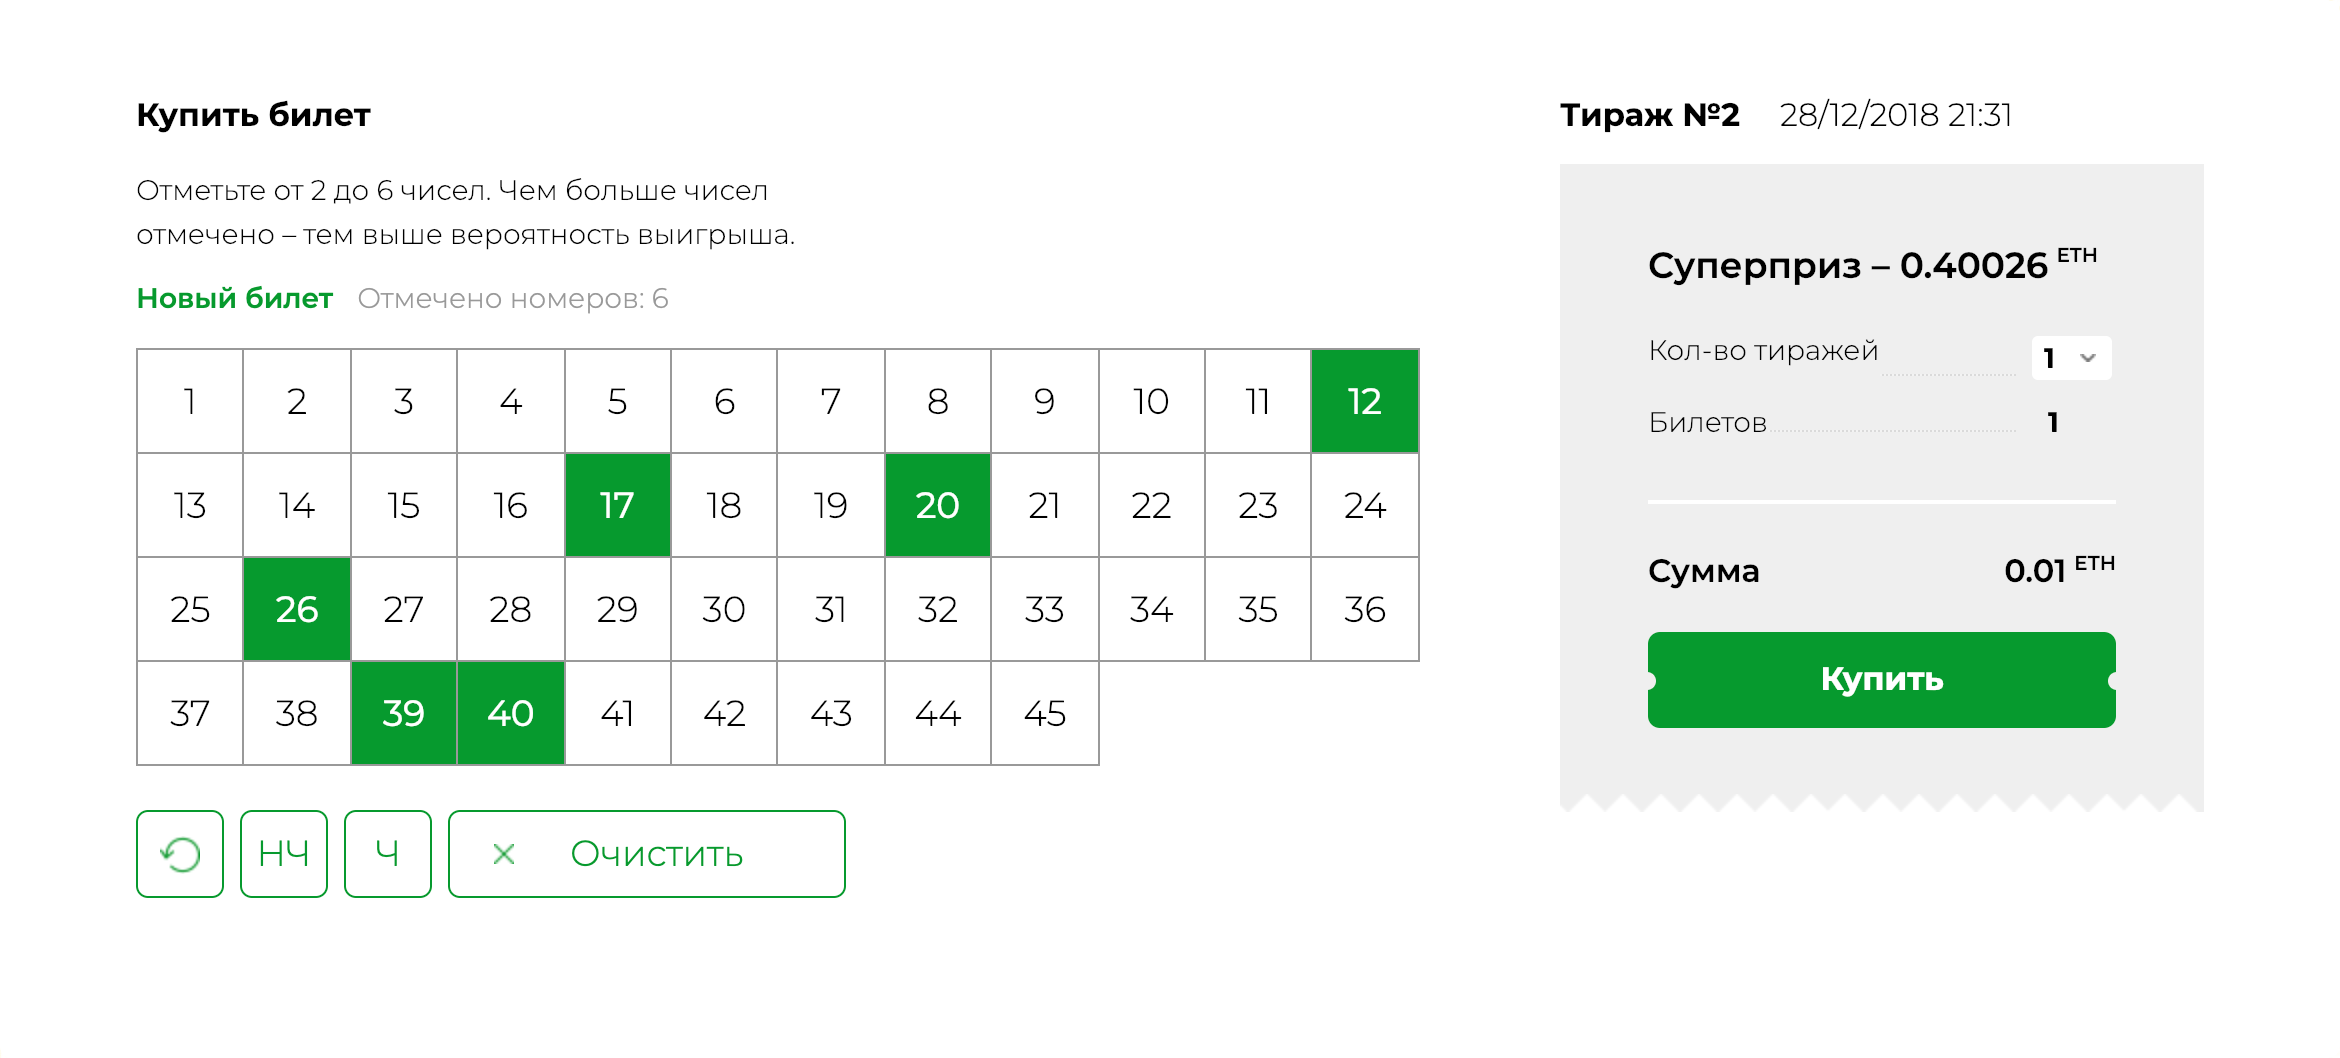 Купить билет
Отметьте от 2 до 6 чисел. Чем больше чисел
отмечено – тем выше вероятность выигрыша.
Новый билет Отмечено номеров: 6
1 2 3 4 5 6 7 8 9 10 11 12
13 14 15 16 17 18 19 20 21 22 23 24
25 26 27 28 29 30 31 32 33 34 35 36
37 38 39 40 41 42 43 44 45
НЧ Ч Очистить
Тираж №2 28/12/2018 21:31
Суперприз – 0.40026 ETH
Кол-во тиражей 1
Билетов 1
Сумма 0.01 ETH
Купить